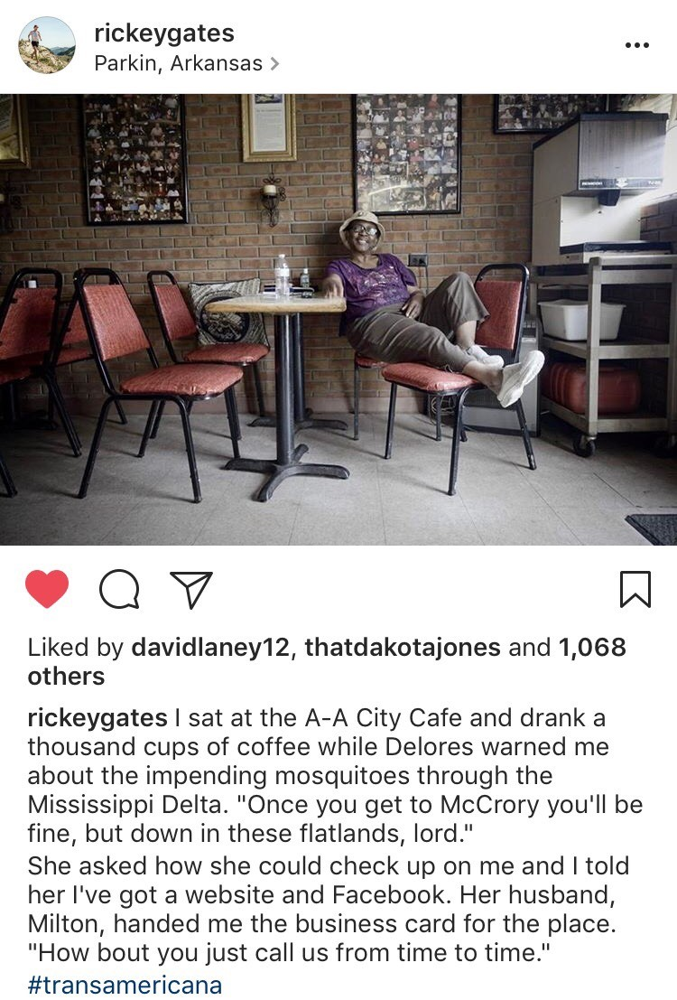 rickeygates
Parkin, Arkansas
Liked by davidlaney12, thatdakotajones and 1,068
others
rickeygates I sat at the A-A City Cafe and drank a
thousand cups of coffee while Delores warned me
about the impending mosquitoes through the
Mississippi Delta. "Once you get to McCrory you'll be
fine, but down in these flatlands, lord."
She asked how she could check up on me and I told
her I've got a website and Facebook. Her husband,
Milton, handed me the business card for the place.
"How bout you just call us from time to time."
#transamericana